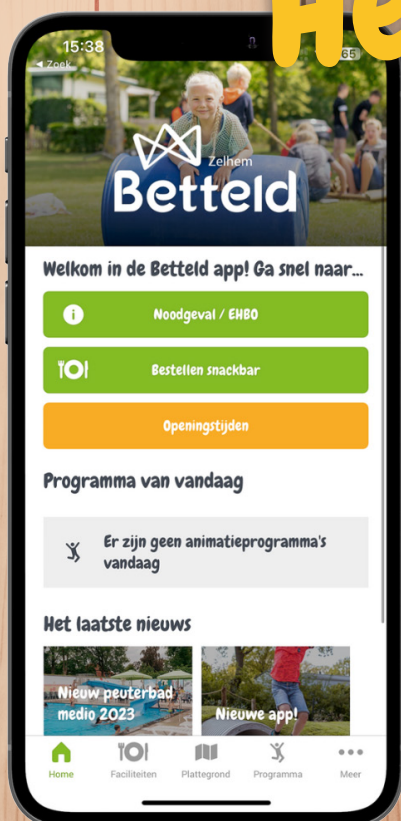 He
15:38
65
Zoek
Zelhem
Betteld
Welkom in de Betteld app! Ga snel naar...
Noodgeval / EHBO
Bestellen snackbar
Openingstijden
Programma van vandaag
Er zijn geen animatieprogramma's
vandaag
Het laatste nieuws
Nieuw peuterbad
medio 2023
Nieuwe app!
Home
Faciliteiten
Plattegrond
Programma
Meer